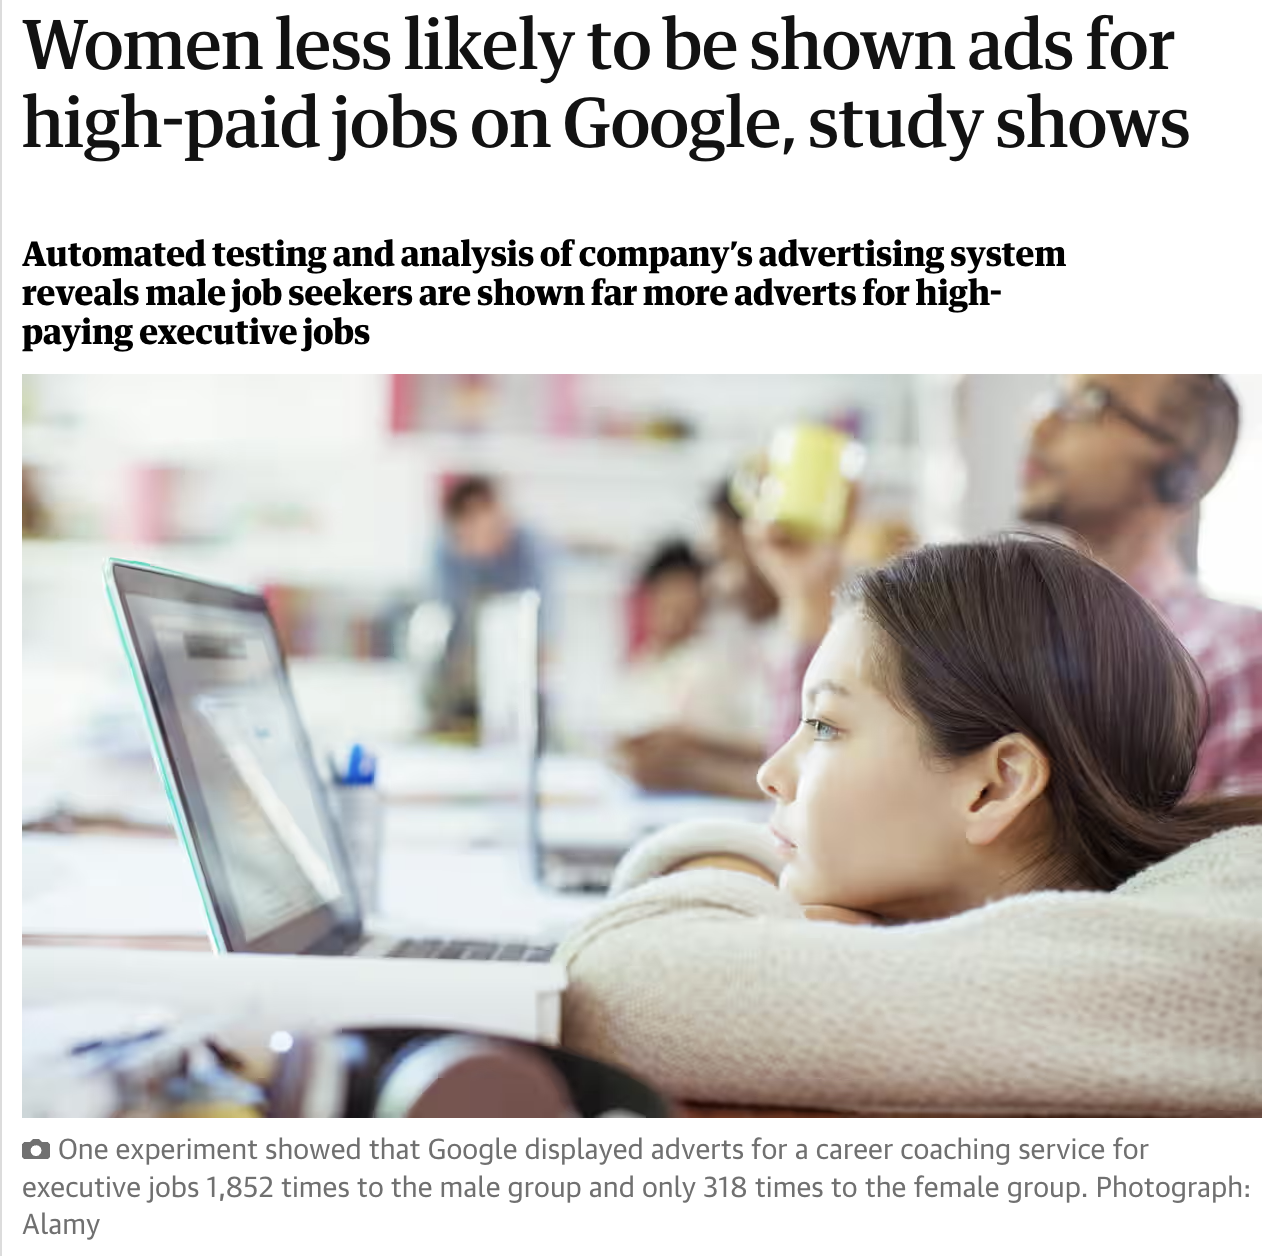 Women less likely to be shown ads for
high-paid jobs on Google, study shows
Automated testing and analysis of company’s advertising system
reveals male job seekers are shown far more adverts for high-
paying executive jobs
One experiment showed that Google displayed adverts for a career coaching service for
executive jobs 1,852 times to the male group and only 318 times to the female group. Photograph:
Alamy